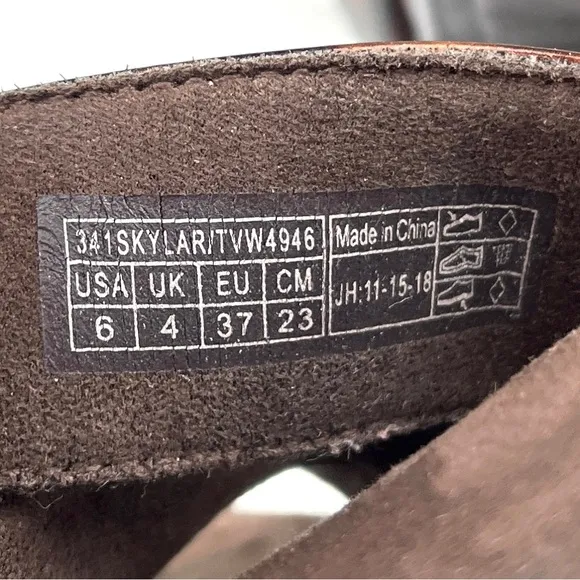 341SKYLAR/TVW4946
USA UK EU CM
6 4 37 23
Made in China
JH:11-15-18